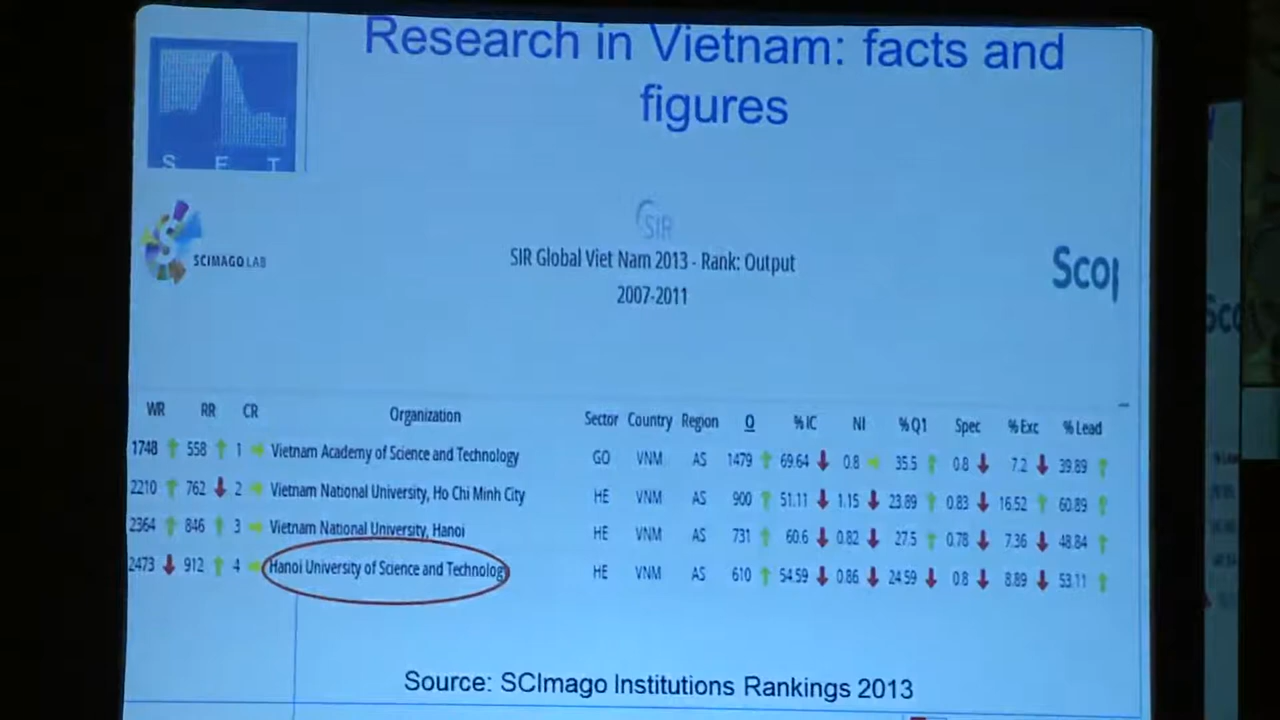 Research in Vietnam: facts and
figures
S E T
SCIMAGO LAB
SIR
SIR Global Viet Nam 2013 - Rank: Output
2007-2011
Scop
WR RR CR Organization Sector Country Region O % IC NI % Q1 Spec % Exc % Lead
1748 558 1 Vietnam Academy of Science and Technology GO VNM AS 1479 69.64 0.8 35.5 0.8 7.2 39.89
2210 762 2 Vietnam National University, Ho Chi Minh City HE VNM AS 900 51.11 1.15 23.89 0.83 16.52 60.89
2364 846 3 Vietnam National University, Hanoi HE VNM AS 731 60.6 0.82 27.5 0.78 7.36 48.84
2473 912 4 Hanoi University of Science and Technology HE VNM AS 610 54.59 0.86 24.59 0.8 8.89 53.11
Source: SCImago Institutions Rankings 2013